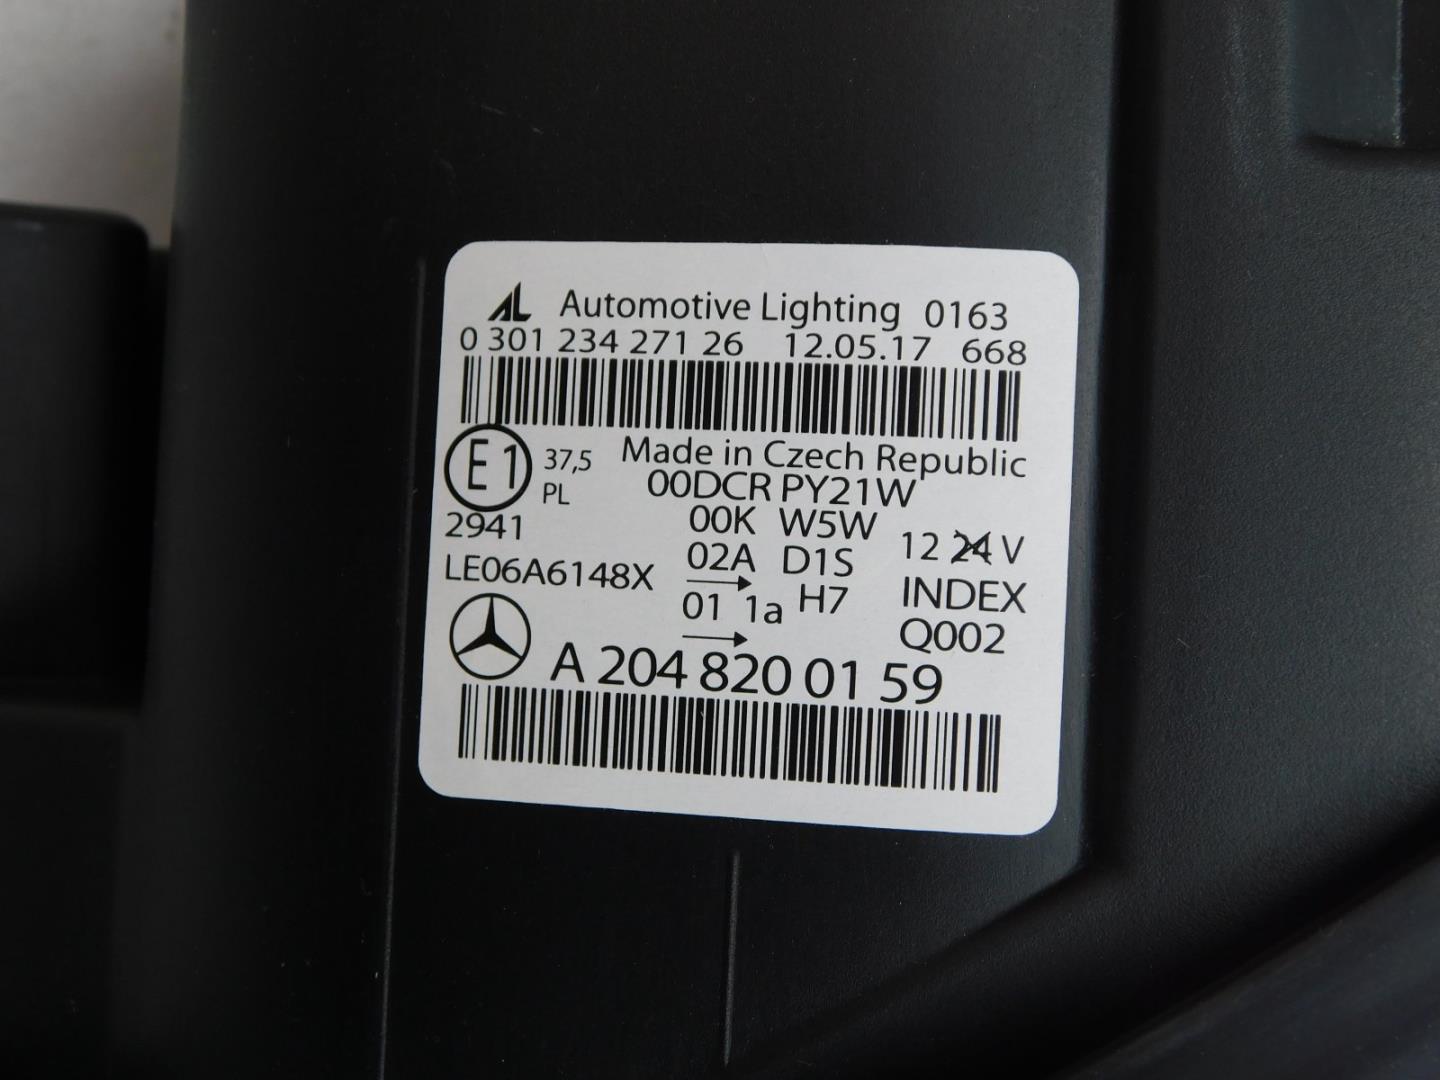 AL Automotive Lighting 0163
0 301 234 271 26 12.05.17 668
E1 37,5 Made in Czech Republic
PL 00DCR PY21W
2941 00K W5W 12 24 V
LE06A6148X 02A D1S INDEX
01 1a H7 Q002
A 204 820 01 59